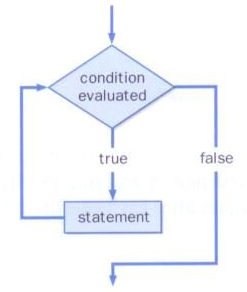 condition
evaluated
true
false
statement